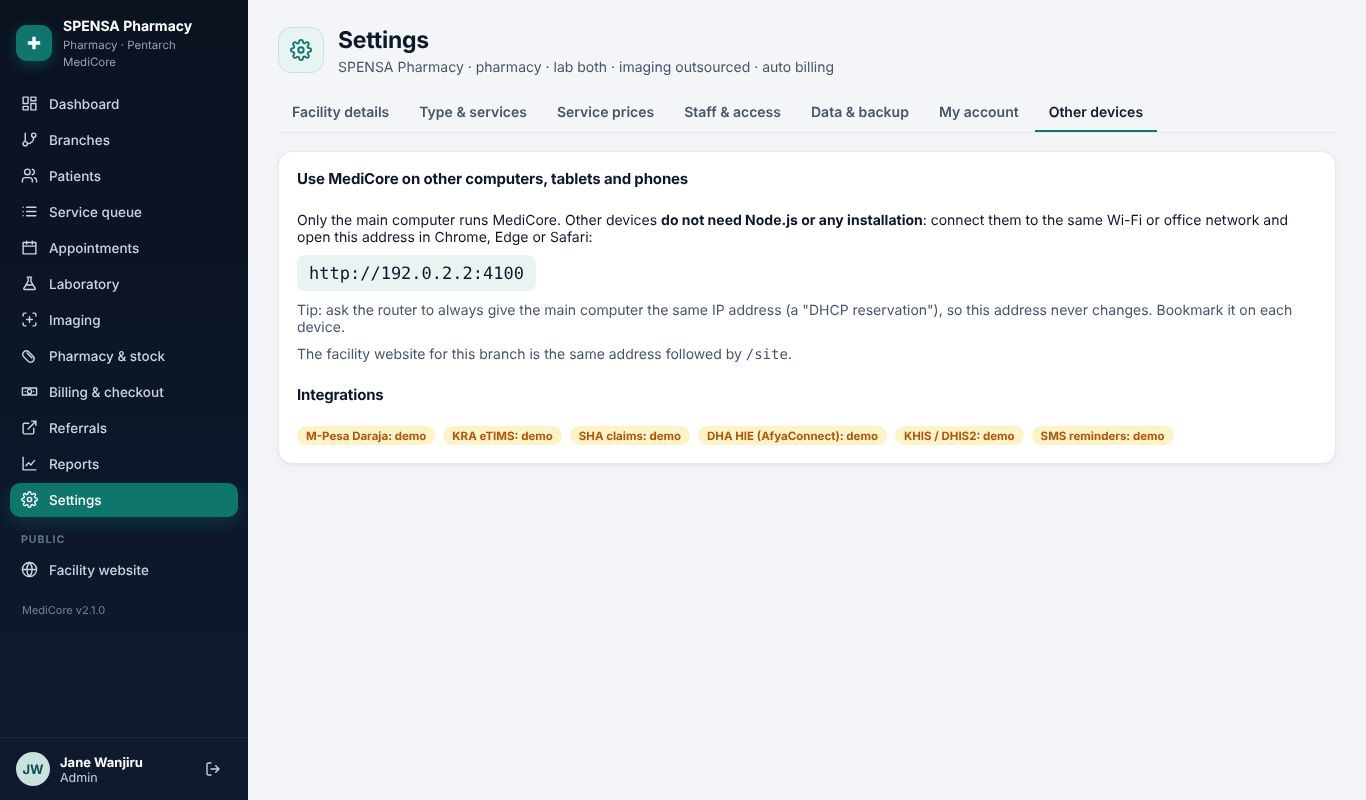 SPENSA Pharmacy
Pharmacy · Pentarch
MediCore
Dashboard
Branches
Patients
Service queue
Appointments
Laboratory
Imaging
Pharmacy & stock
Billing & checkout
Referrals
Reports
Settings
PUBLIC
Facility website
MediCore v2.1.0
JW
Jane Wanjiru
Admin
Settings
SPENSA Pharmacy · pharmacy · lab both · imaging outsourced · auto billing
Facility details
Type & services
Service prices
Staff & access
Data & backup
My account
Other devices
Use MediCore on other computers, tablets and phones
Only the main computer runs MediCore. Other devices do not need Node.js or any installation: connect them to the same Wi-Fi or office network and
open this address in Chrome, Edge or Safari:
http://192.0.2.2:4100
Tip: ask the router to always give the main computer the same IP address (a "DHCP reservation"), so this address never changes. Bookmark it on each
device.
The facility website for this branch is the same address followed by /site.
Integrations
M-Pesa Daraja: demo
KRA eTIMS: demo
SHA claims: demo
DHA HIE (AfyaConnect): demo
KHIS / DHIS2: demo
SMS reminders: demo